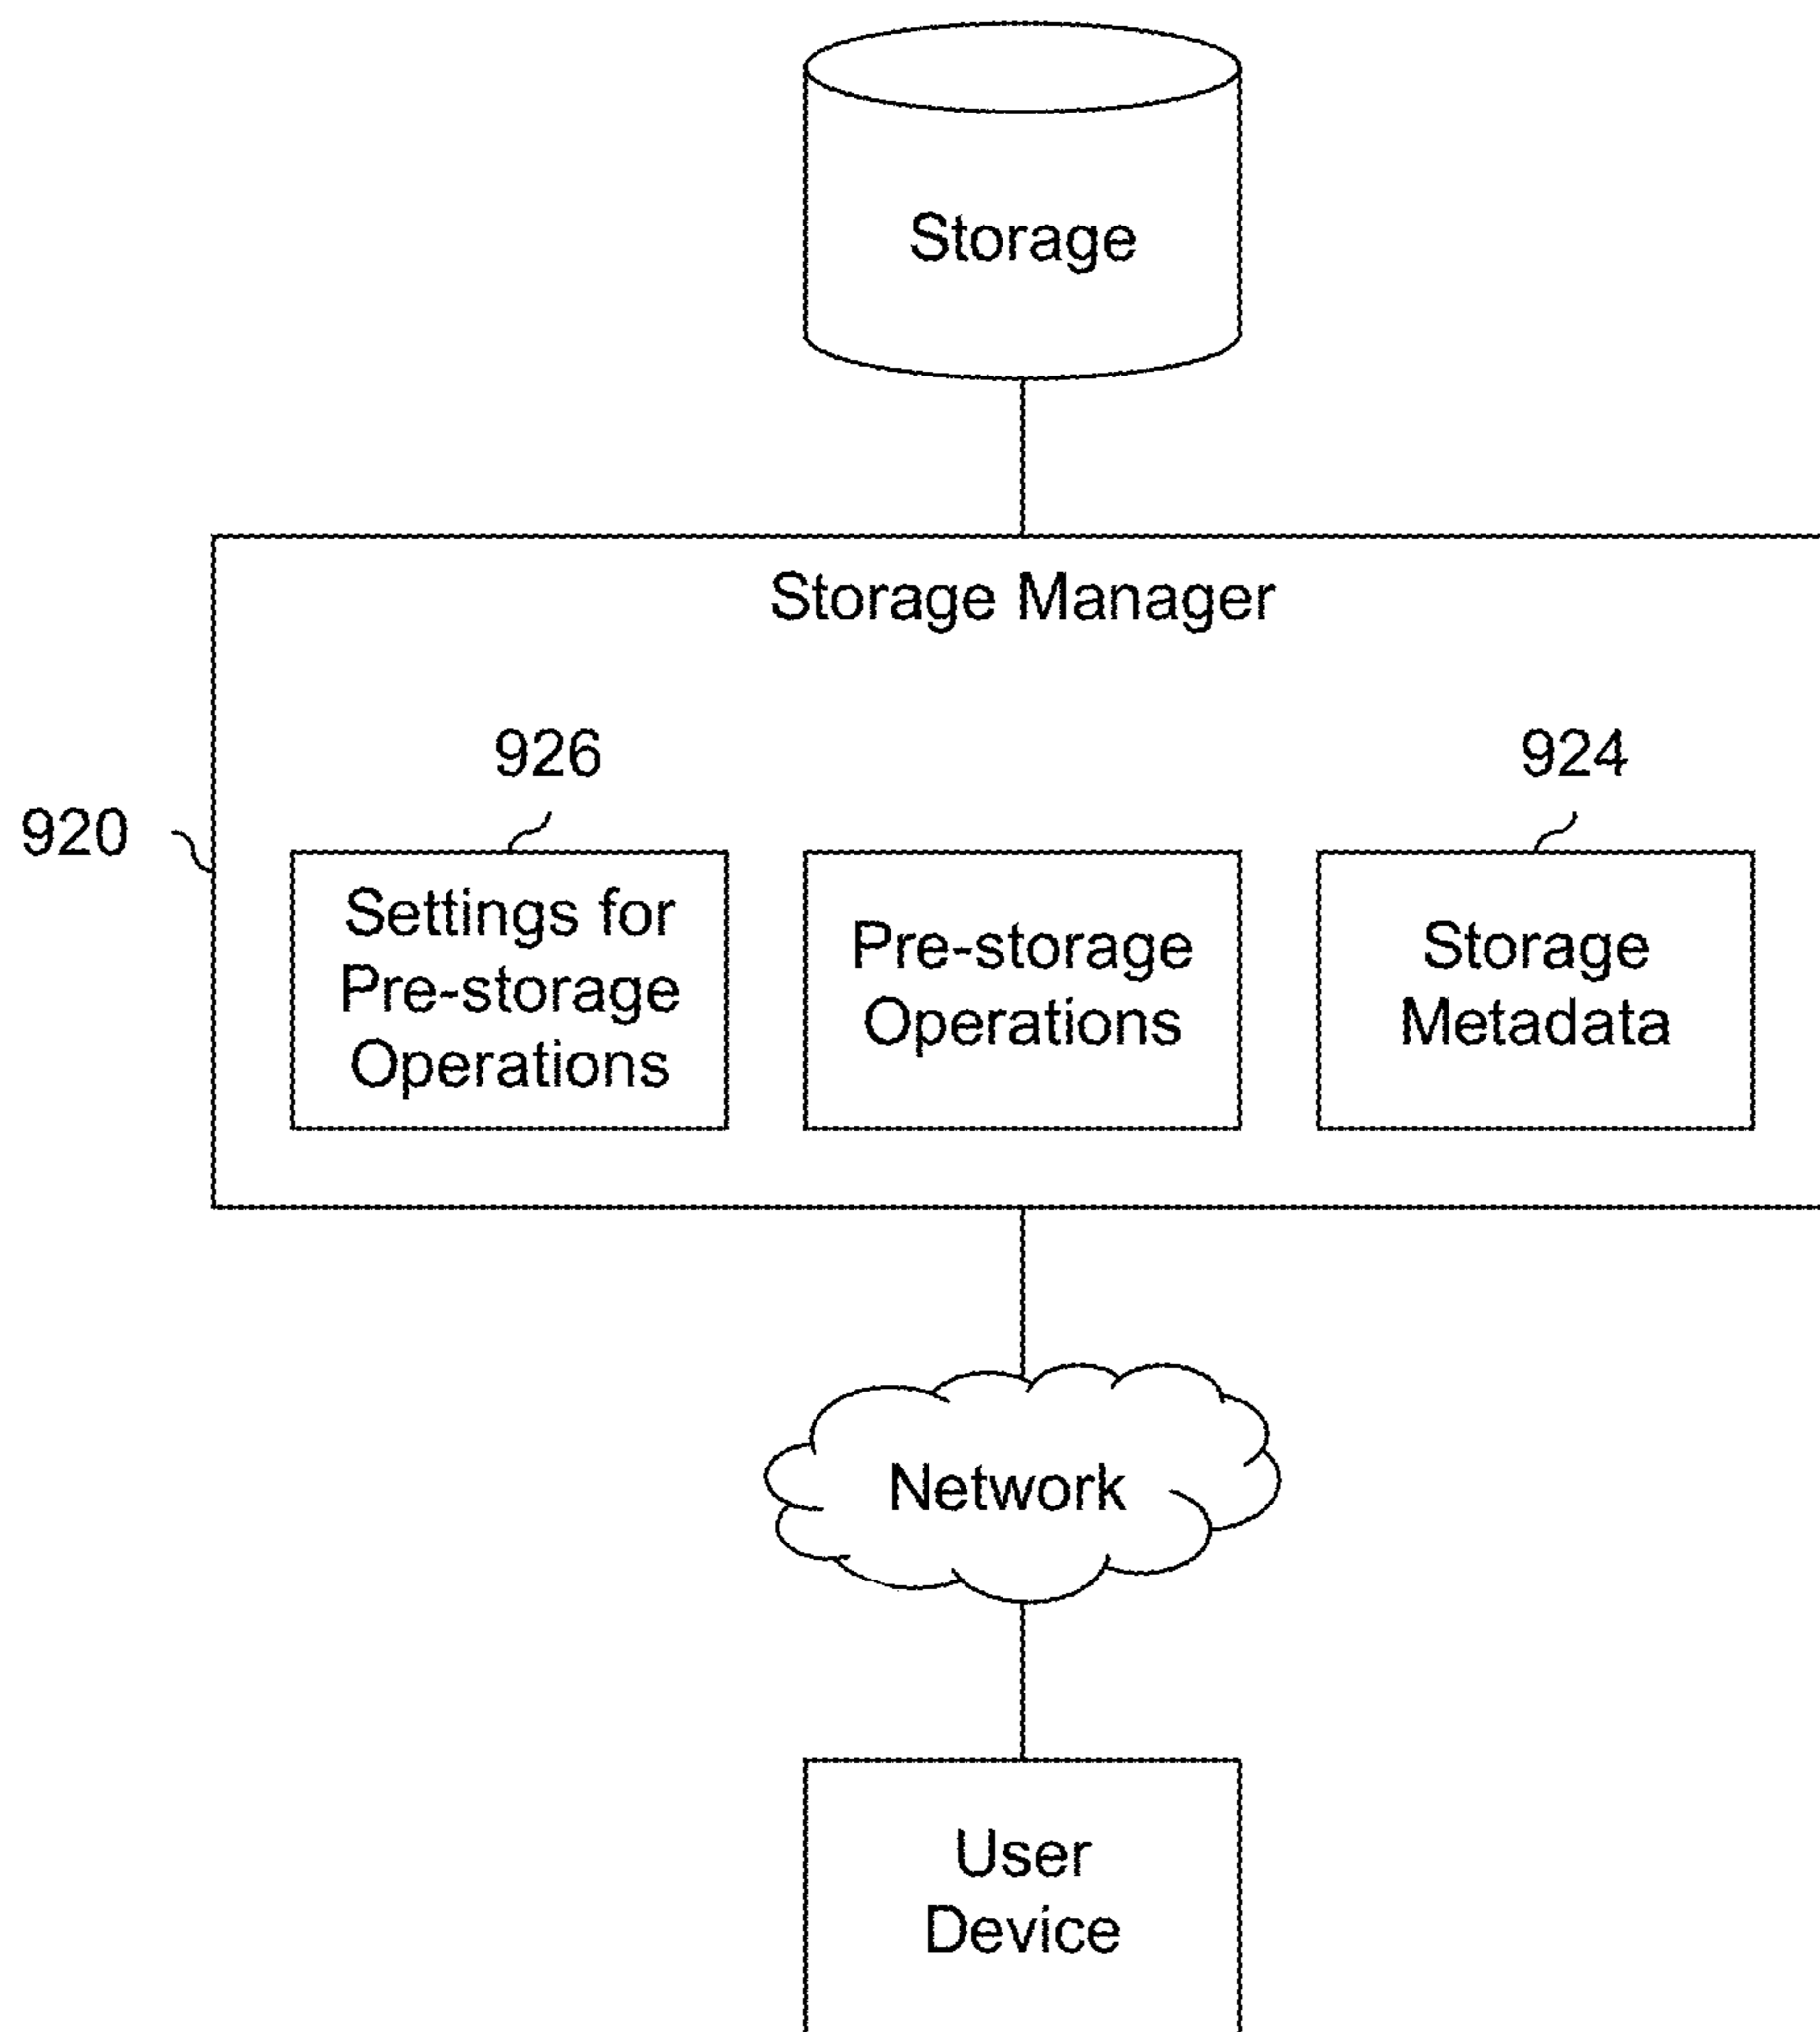 Storage
Storage Manager
926
924
920
Settings for
Pre-storage
Operations
Pre-storage
Operations
Storage
Metadata
Network
User
Device